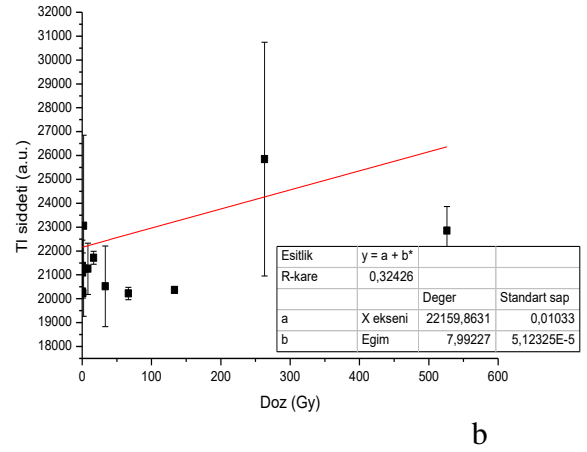 32000
31000
30000
29000
28000
27000
26000
25000
24000
23000
22000
21000
20000
19000
18000
Tl siddeti (a.u.)
Esitlik y = a + b*
R-kare 0,32426
Deger Standart sap
a X ekseni 22159,8631 0,01033
b Egim 7,99227 5,12325E-5
0 100 200 300 400 500 600
Doz (Gy)
b